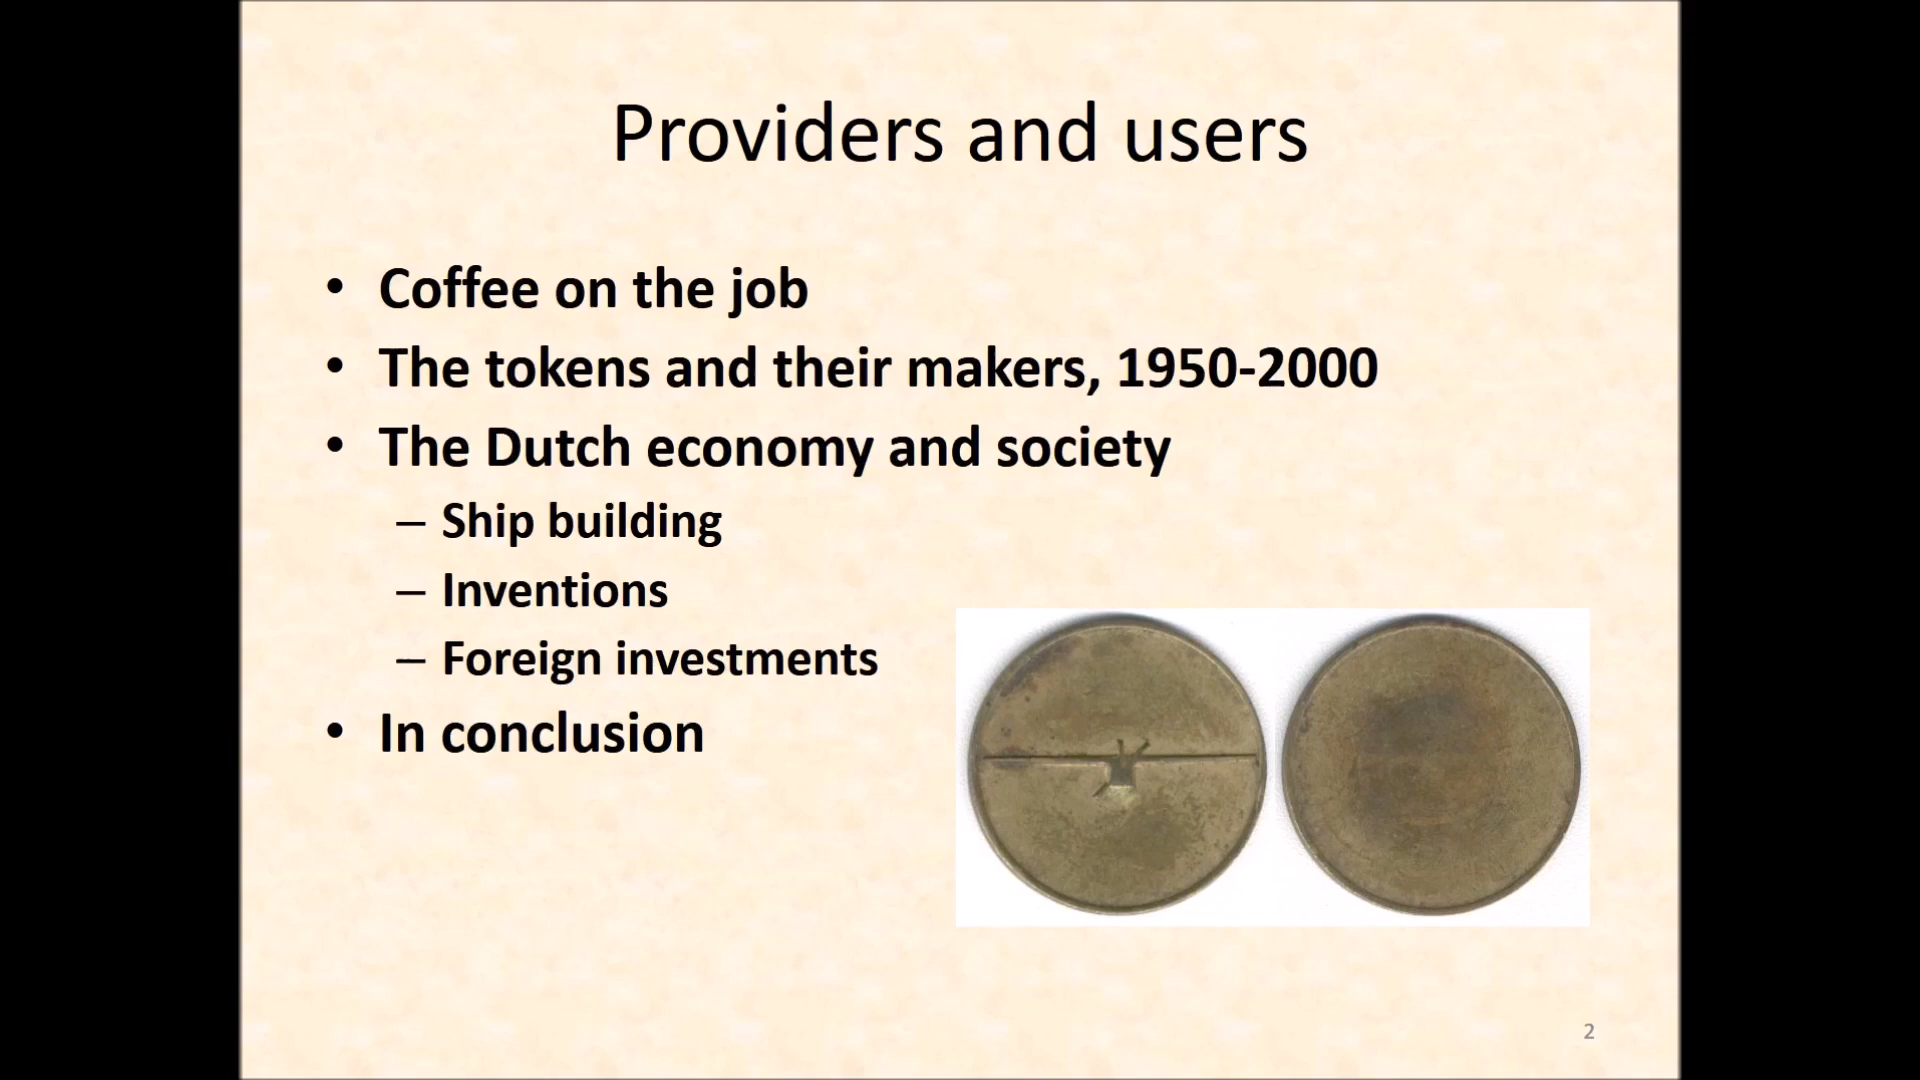 Providers and users
• Coffee on the job
• The tokens and their makers, 1950-2000
• The Dutch economy and society
– Ship building
– Inventions
– Foreign investments
• In conclusion
2